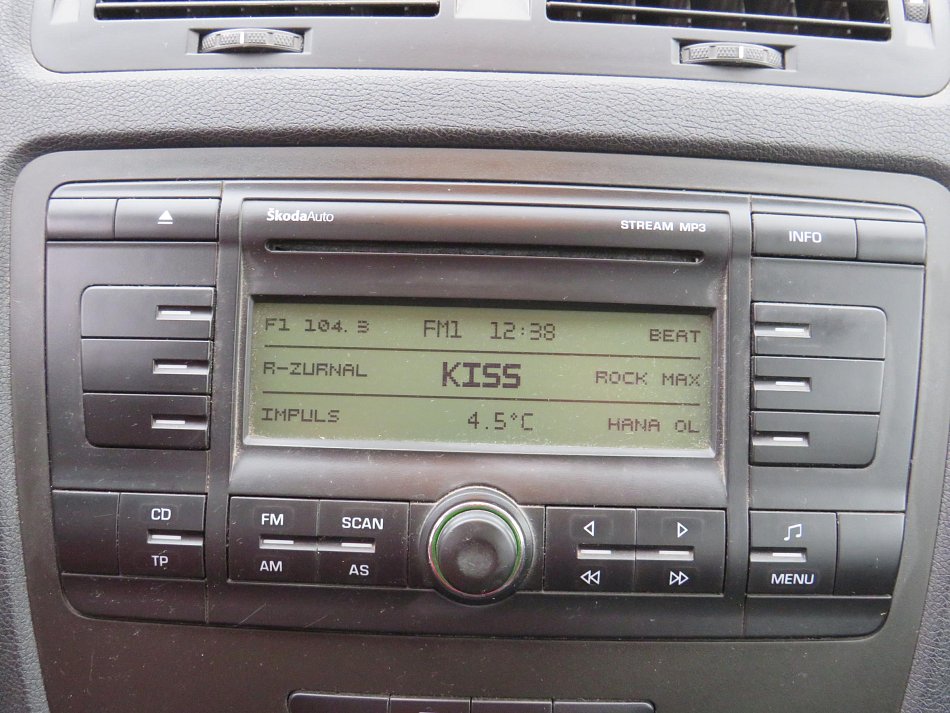 ŠkodaAuto
STREAM MP3
INFO
F1 104.3 FM1 12:38 BEAT
R-ZURNAL KISS ROCK MAX
IMPULS 4.5°C HANA OL
CD FM SCAN
TP AM AS MENU